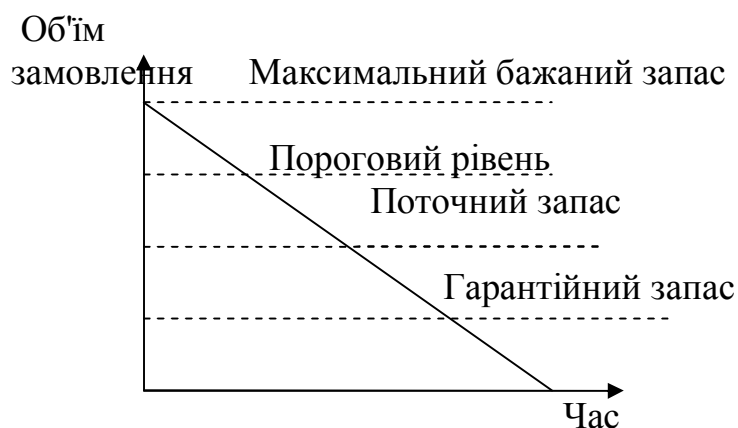 Об'їм
замовлення
Максимальний бажаний запас
Пороговий рівень
Поточний запас
Гарантійний запас
Час